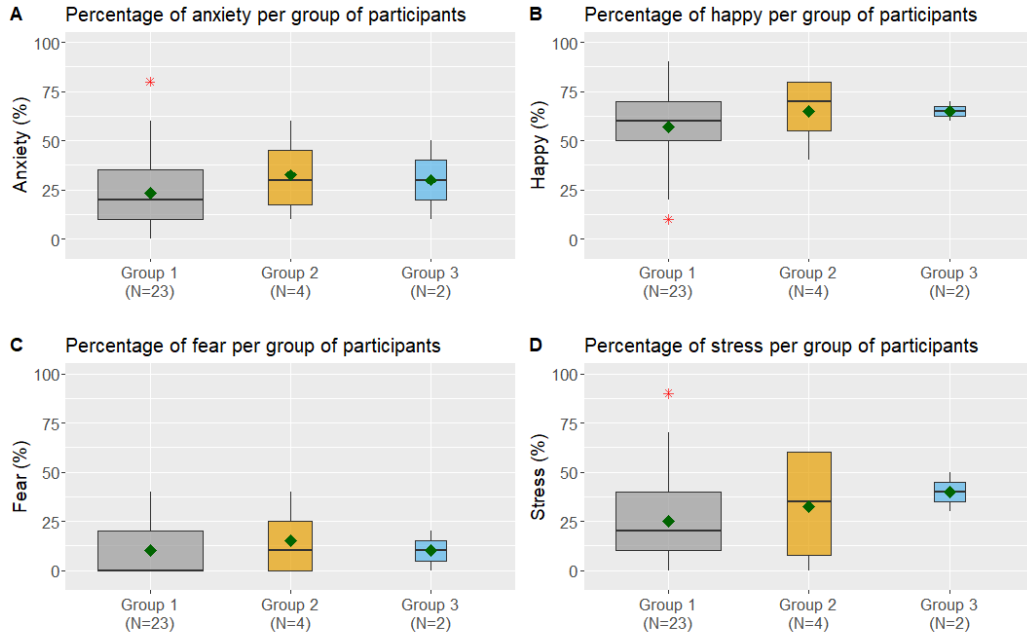 A Percentage of anxiety per group of participants
Anxiety (%)
100
75
50
25
0
Group 1
(N=23)
Group 2
(N=4)
Group 3
(N=2)
B Percentage of happy per group of participants
Happy (%)
100
75
50
25
0
Group 1
(N=23)
Group 2
(N=4)
Group 3
(N=2)
C Percentage of fear per group of participants
Fear (%)
100
75
50
25
0
Group 1
(N=23)
Group 2
(N=4)
Group 3
(N=2)
D Percentage of stress per group of participants
Stress (%)
100
75
50
25
0
Group 1
(N=23)
Group 2
(N=4)
Group 3
(N=2)